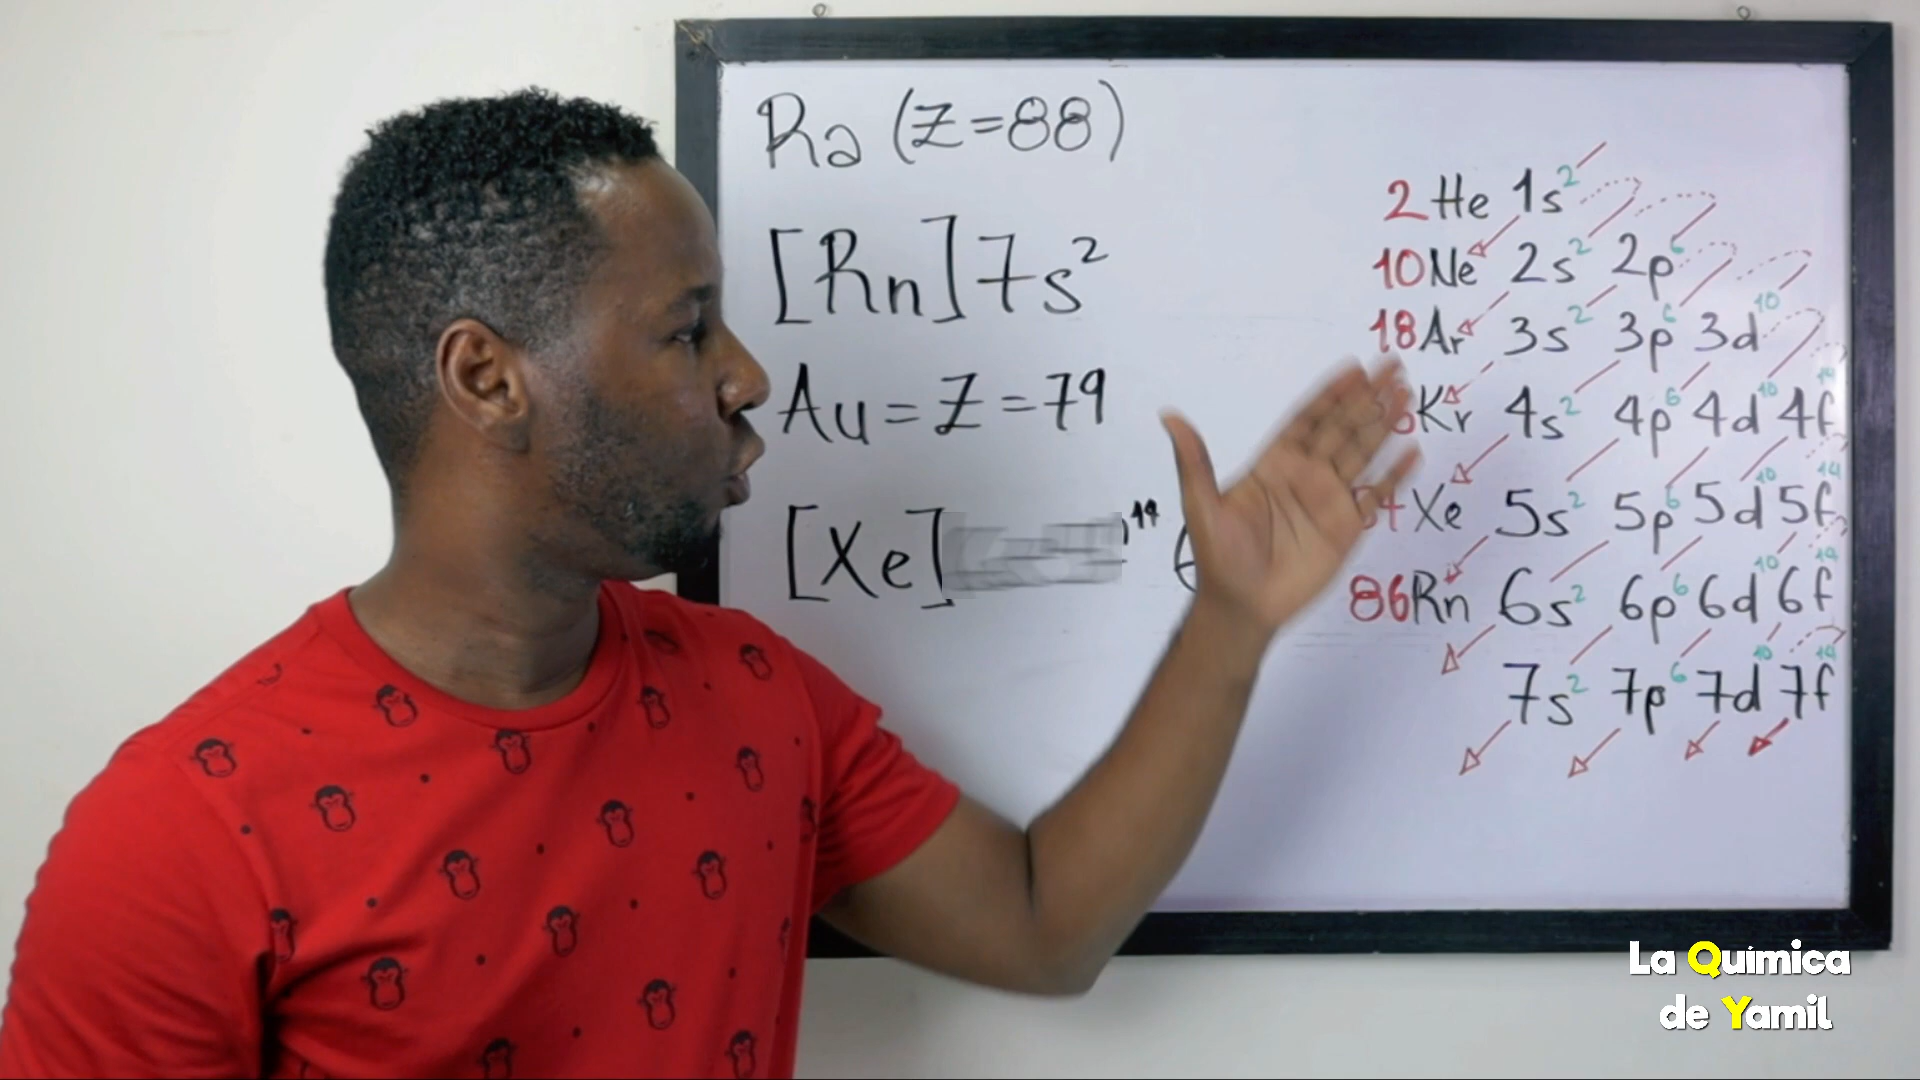 Ra (Z=88)
[Rn]7s²
Au=Z=79
[Xe] ¹⁴
2 He 1s²
10 Ne 2s² 2p⁶
18 Ar 3s² 3p⁶ 3d¹⁰
Kr 4s² 4p⁶ 4d¹⁰ 4f¹⁴
Xe 5s² 5p⁶ 5d¹⁰ 5f¹⁴
86 Rn 6s² 6p⁶ 6d¹⁰ 6f¹⁴
7s² 7p⁶ 7d¹⁰ 7f¹⁴
La Química
de Yamil